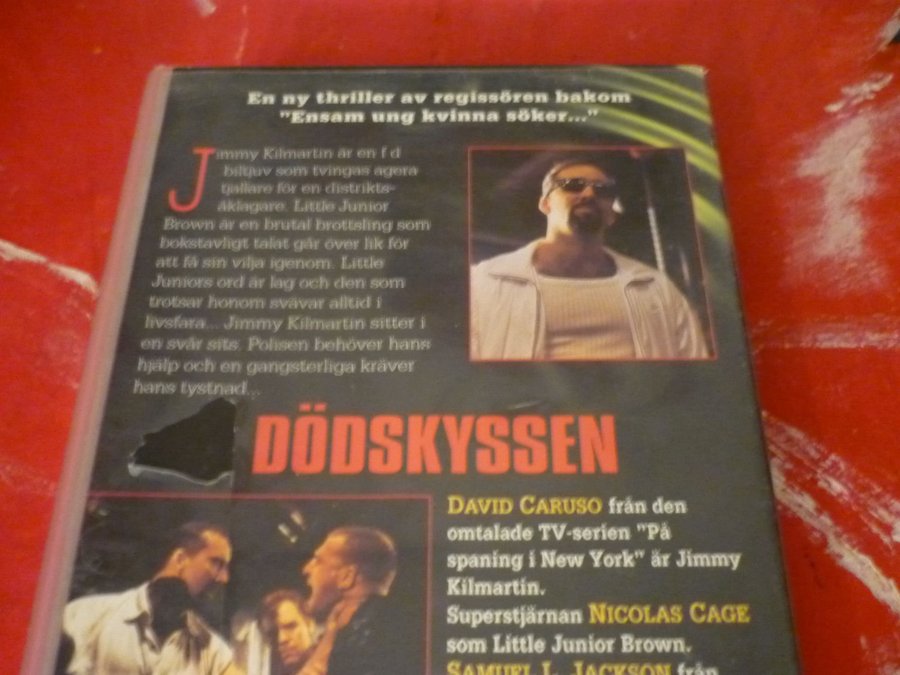 En ny thriller av regissören bakom
"Ensam ung kvinna söker..."
Jimmy Kilmartin är en f d
biltjuv som tvingas agera
tjallare för en distrikts-
åklagare. Little Junior
Brown är en brutal brottsling som
bokstavligt talat går över lik för
att få sin vilja igenom. Little
Juniors ord är lag och den som
trotsar honom svävar alltid i
livsfara... Jimmy Kilmartin sitter i
en svår sits. Polisen behöver hans
hjälp och en gangsterliga kräver
hans tystnad...
DÖDSKYSSEN
DAVID CARUSO från den
omtalade TV-serien "På
spaning i New York" är Jimmy
Kilmartin.
Superstjärnan NICOLAS CAGE
som Little Junior Brown.
SAMUEL L. JACKSON från